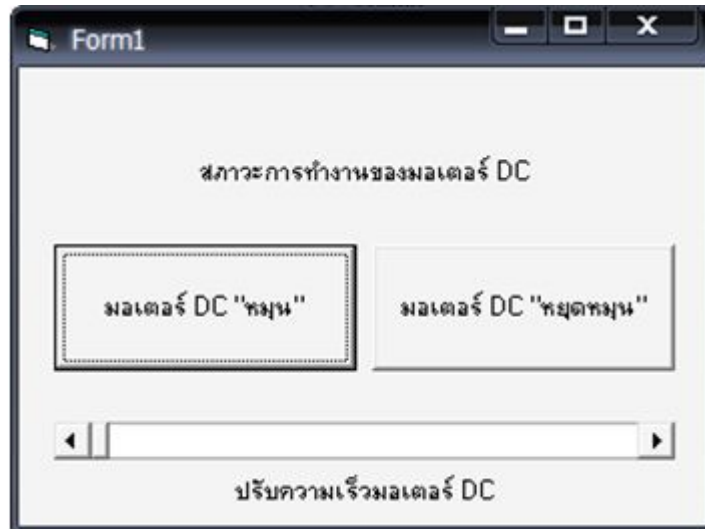 Form1
สภาวะการทำงานของมอเตอร์ DC
มอเตอร์ DC "หมุน"
มอเตอร์ DC "หยุดหมุน"
ปรับความเร็วมอเตอร์ DC